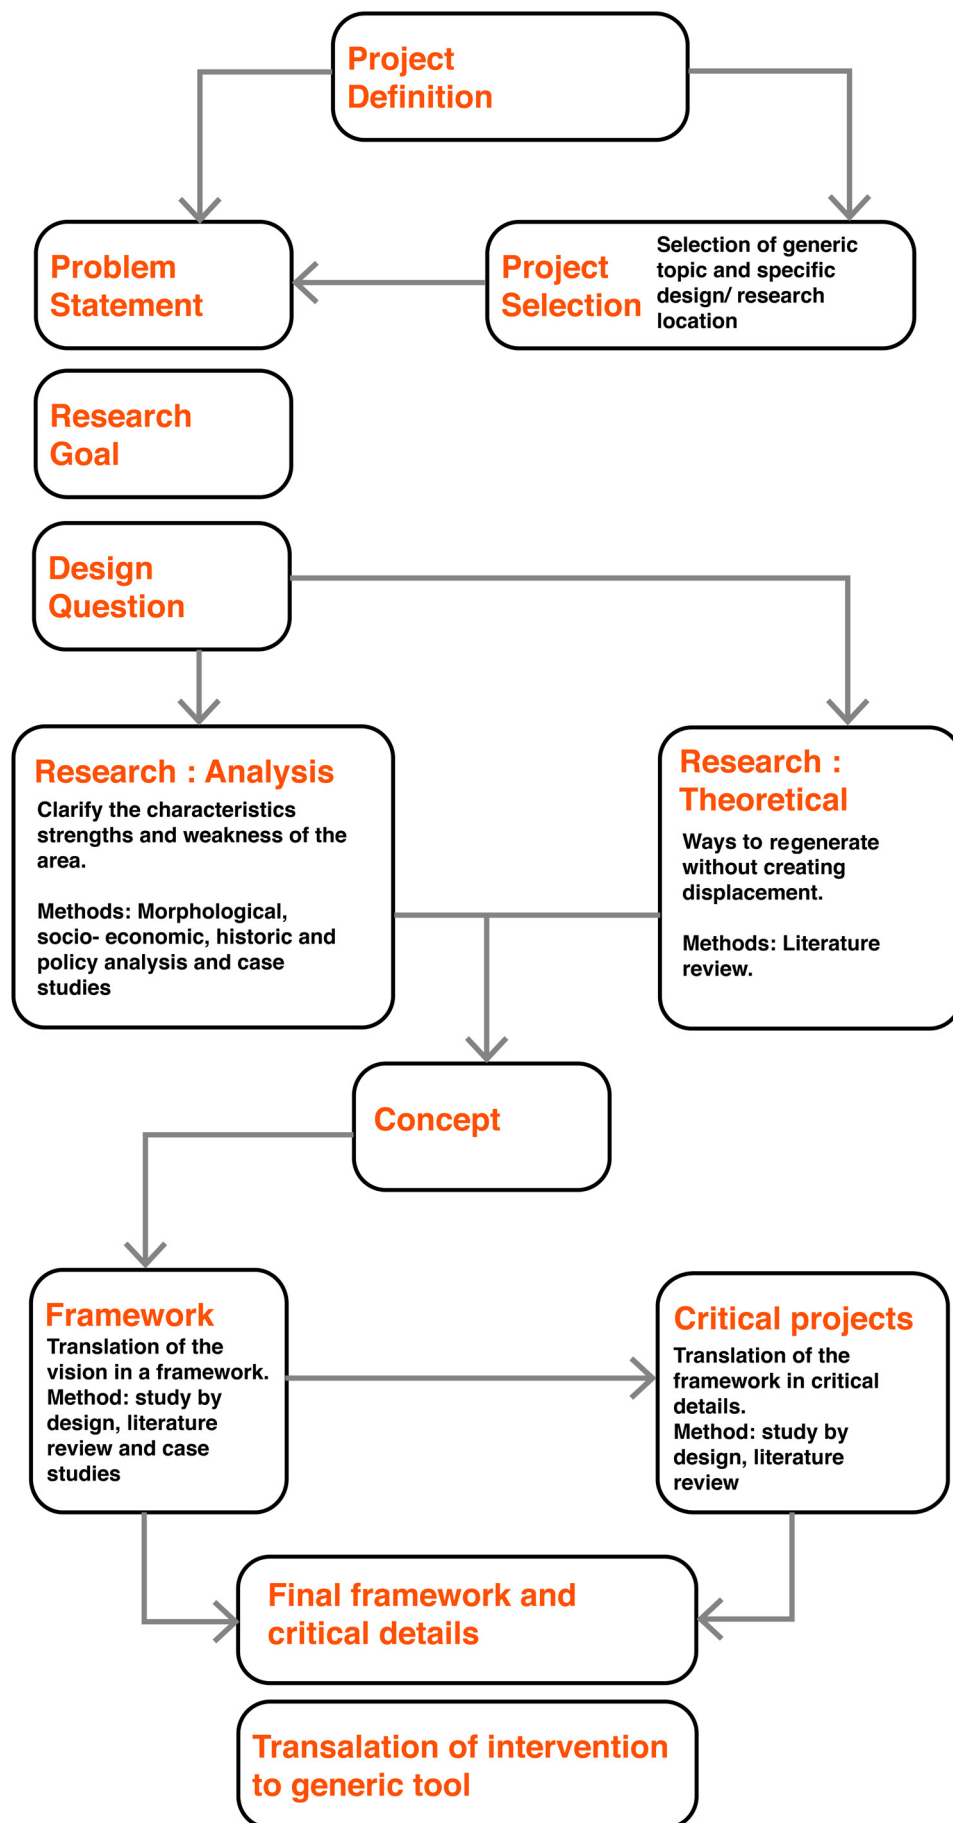 Project
Definition
Problem
Statement
Project
Selection
Selection of generic
topic and specific
design/ research
location
Research
Goal
Design
Question
Research : Analysis
Clarify the characteristics
strengths and weakness of the
area.
Methods: Morphological,
socio- economic, historic and
policy analysis and case
studies
Research :
Theoretical
Ways to regenerate
without creating
displacement.
Methods: Literature
review.
Concept
Framework
Translation of the
vision in a framework.
Method: study by
design, literature
review and case
studies
Critical projects
Translation of the
framework in critical
details.
Method: study by
design, literature
review
Final framework and
critical details
Transalation of intervention
to generic tool